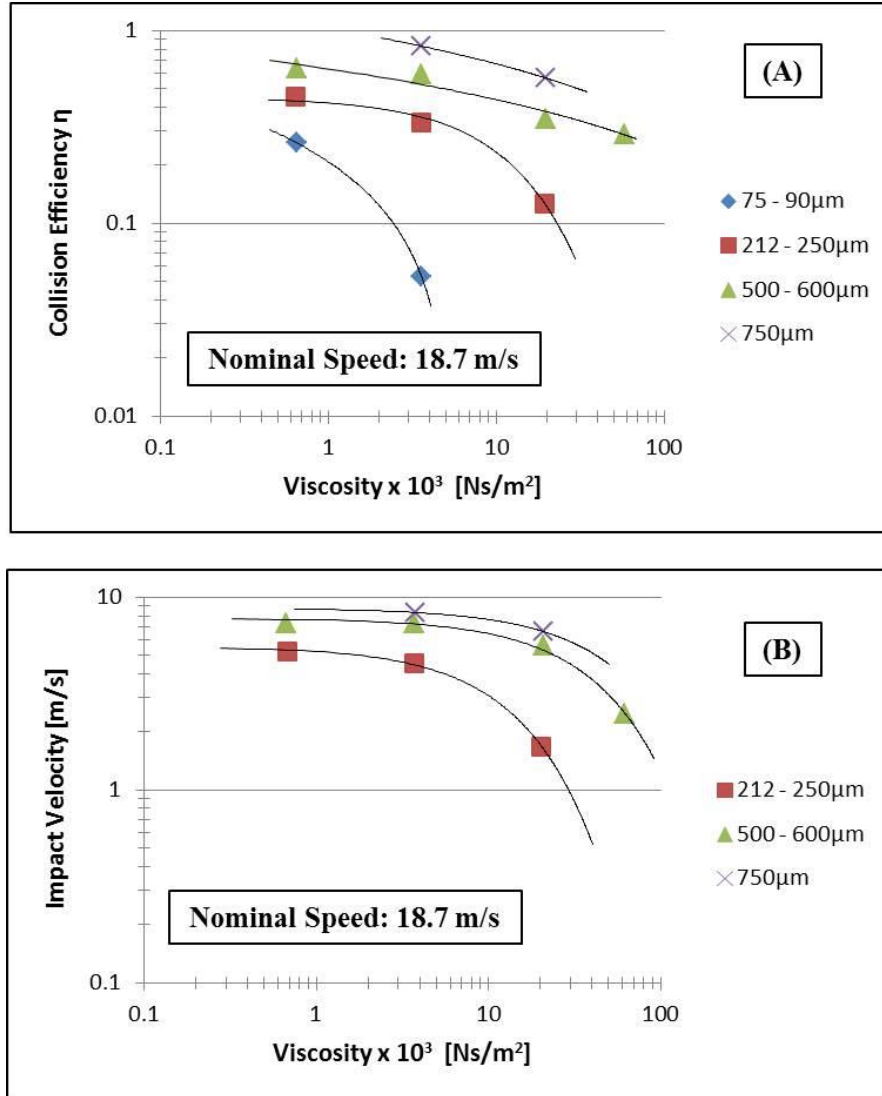 1
(A)
Collision Efficiency η
0.1
75 - 90µm
212 - 250µm
500 - 600µm
750µm
Nominal Speed: 18.7 m/s
0.01
0.1 1 10 100
Viscosity x 10³ [Ns/m²]
10
(B)
Impact Velocity [m/s]
1
212 - 250µm
500 - 600µm
750µm
Nominal Speed: 18.7 m/s
0.1
0.1 1 10 100
Viscosity x 10³ [Ns/m²]